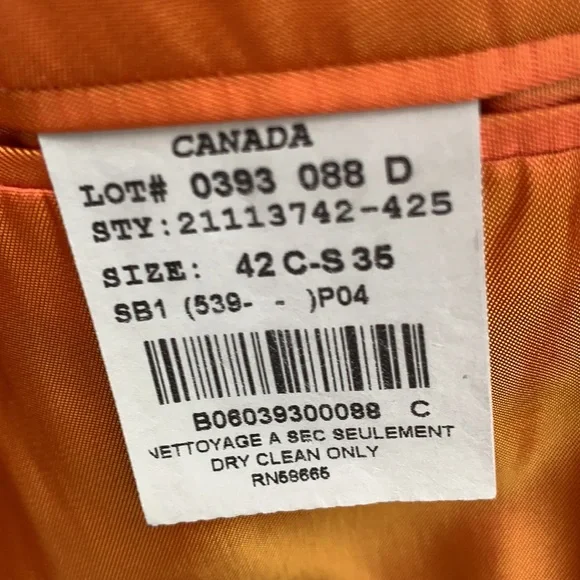 CANADA
LOT# 0393 088 D
STY:21113742-425
SIZE: 42 C-S 35
SB1 (539- - )P04
B06039300088 C
NETTOYAGE A SEC SEULEMENT
DRY CLEAN ONLY
RN58665